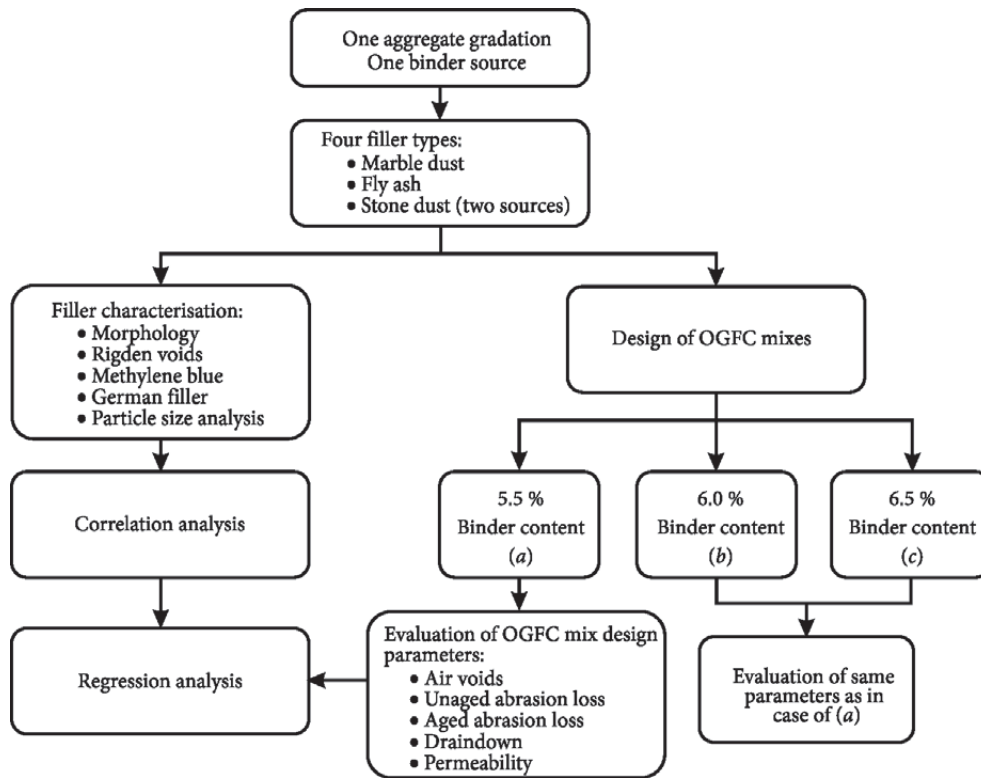 One aggregate gradation
One binder source
Four filler types:
• Marble dust
• Fly ash
• Stone dust (two sources)
Filler characterisation:
• Morphology
• Rigden voids
• Methylene blue
• German filler
• Particle size analysis
Design of OGFC mixes
Correlation analysis
5.5 %
Binder content
(a)
6.0 %
Binder content
(b)
6.5 %
Binder content
(c)
Regression analysis
Evaluation of OGFC mix design
parameters:
• Air voids
• Unaged abrasion loss
• Aged abrasion loss
• Draindown
• Permeability
Evaluation of same
parameters as in
case of (a)